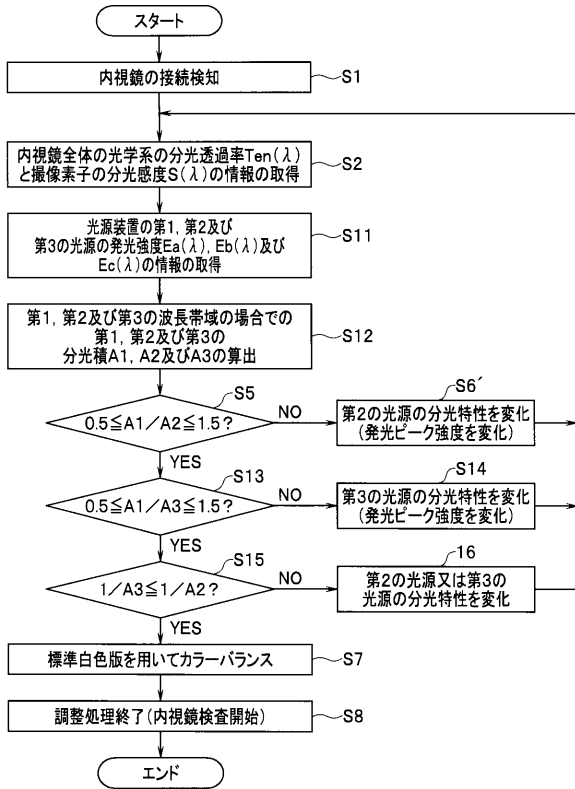 スタート
内視鏡の接続検知
S1
内視鏡全体の光学系の分光透過率Ten(λ)
と撮像素子の分光感度S(λ)の情報の取得
S2
光源装置の第1,第2及び
第3の光源の発光強度Ea(λ),Eb(λ)及び
Ec(λ)の情報の取得
S11
第1,第2及び第3の波長帯域の場合での
第1,第2及び第3の
分光積A1,A2及びA3の算出
S12
S5
0.5≦A1/A2≦1.5?
NO
S6´
第2の光源の分光特性を変化
(発光ピーク強度を変化)
YES
S13
0.5≦A1/A3≦1.5?
NO
S14
第3の光源の分光特性を変化
(発光ピーク強度を変化)
YES
S15
1/A3≦1/A2?
NO
16
第2の光源又は第3の
光源の分光特性を変化
YES
標準白色版を用いてカラーバランス
S7
調整処理終了(内視鏡検査開始)
S8
エンド